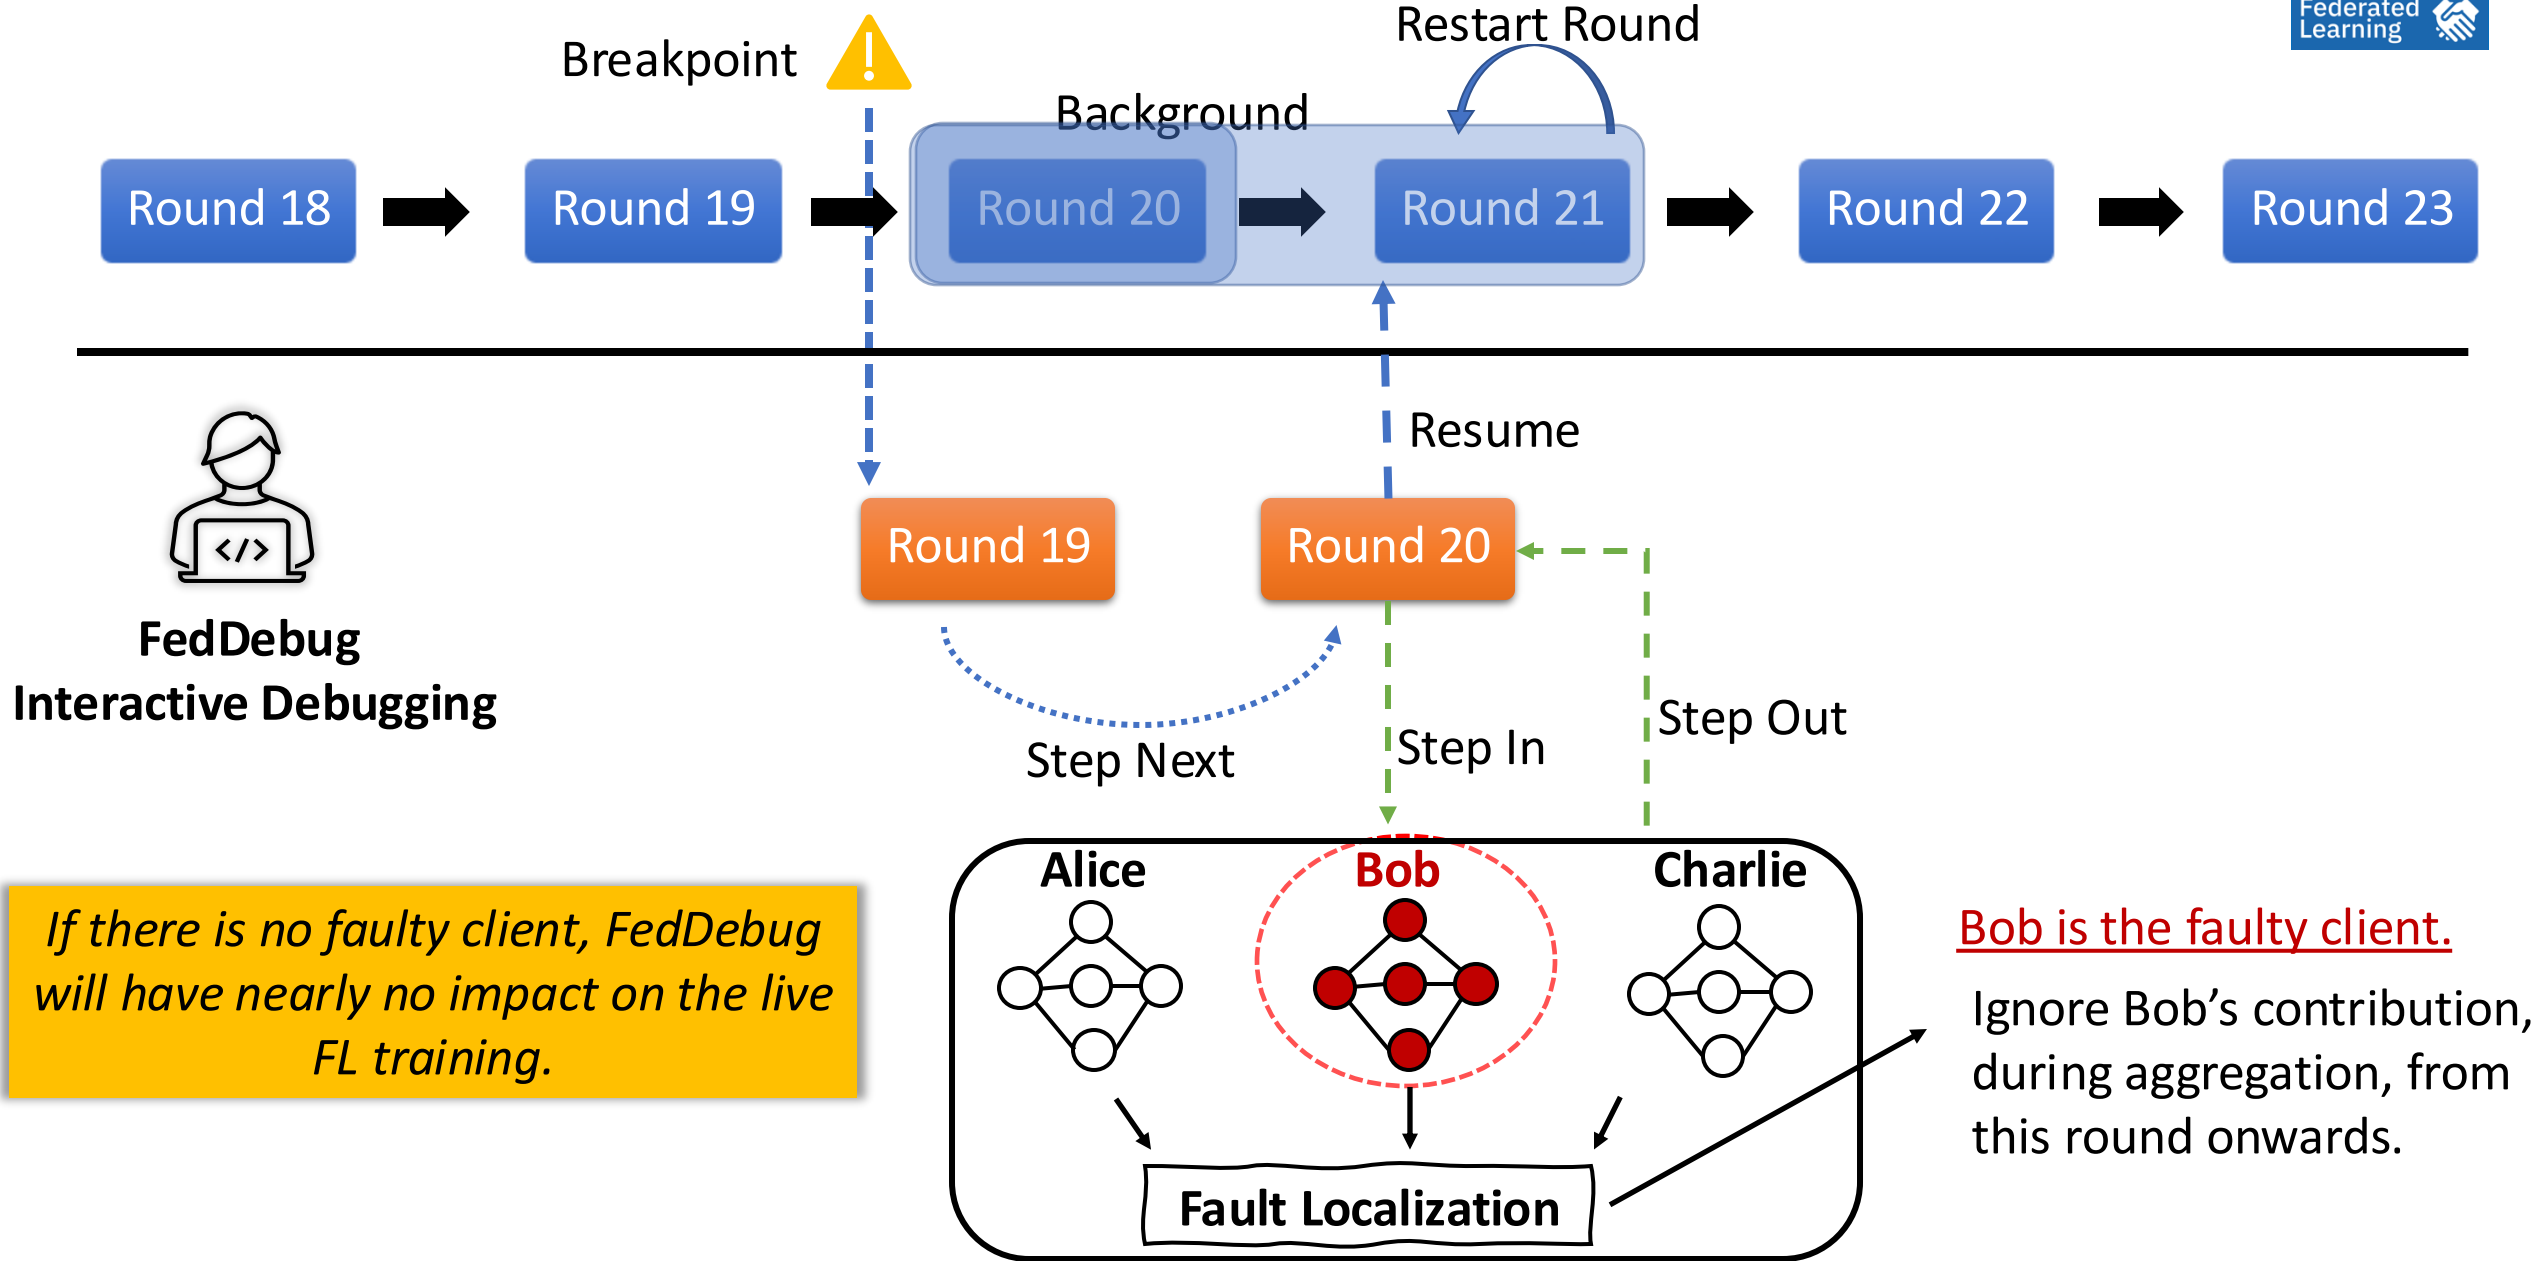 Federated
Learning
Restart Round
Breakpoint
Background
Round 18
Round 19
Round 20
Round 21
Round 22
Round 23
Resume
</>
Round 19
Round 20
FedDebug
Interactive Debugging
Step Next
Step In
Step Out
Alice
Bob
Charlie
If there is no faulty client, FedDebug
will have nearly no impact on the live
FL training.
Bob is the faulty client.
Ignore Bob’s contribution,
during aggregation, from
this round onwards.
Fault Localization